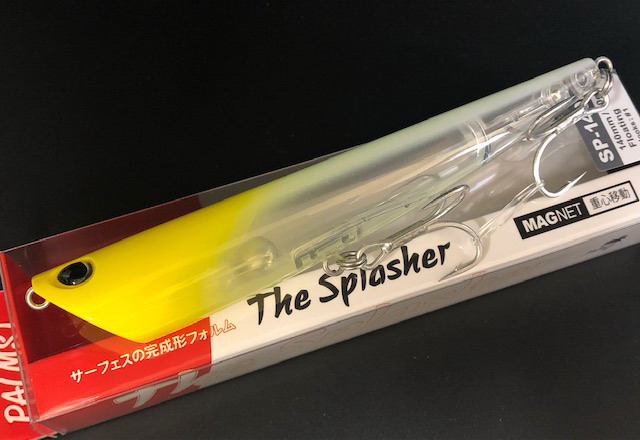 PALMS
サーフェスの完成形フォルム
The Splasher
MAGNET 重心移動
SP-14
140mm/
Floating